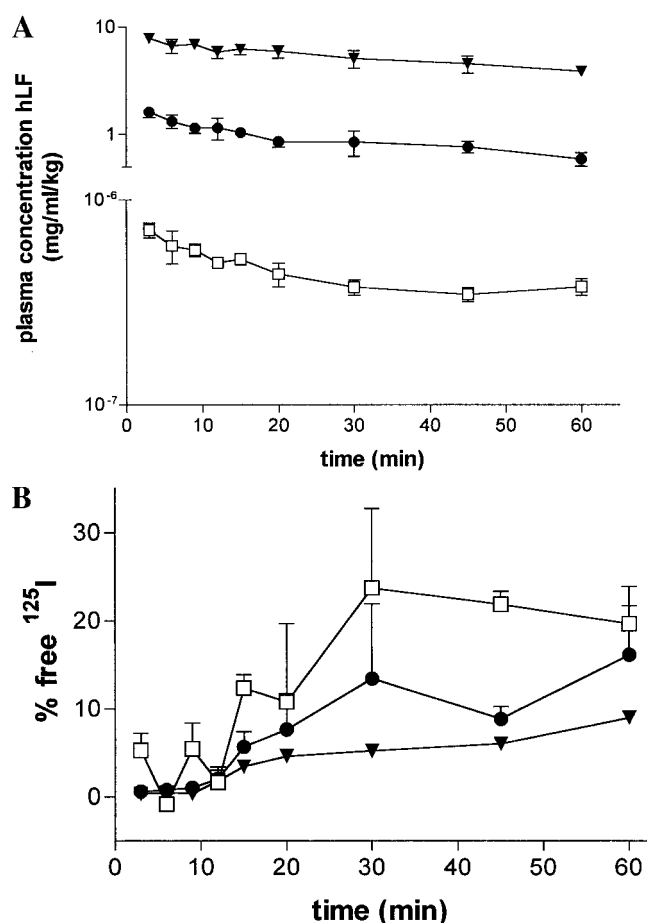 A
plasma concentration hLF
(mg/ml/kg)
10
1
10⁻⁶
10⁻⁷
0 10 20 30 40 50 60
time (min)
B
% free ¹²⁵I
30
20
10
0
0 10 20 30 40 50 60
time (min)